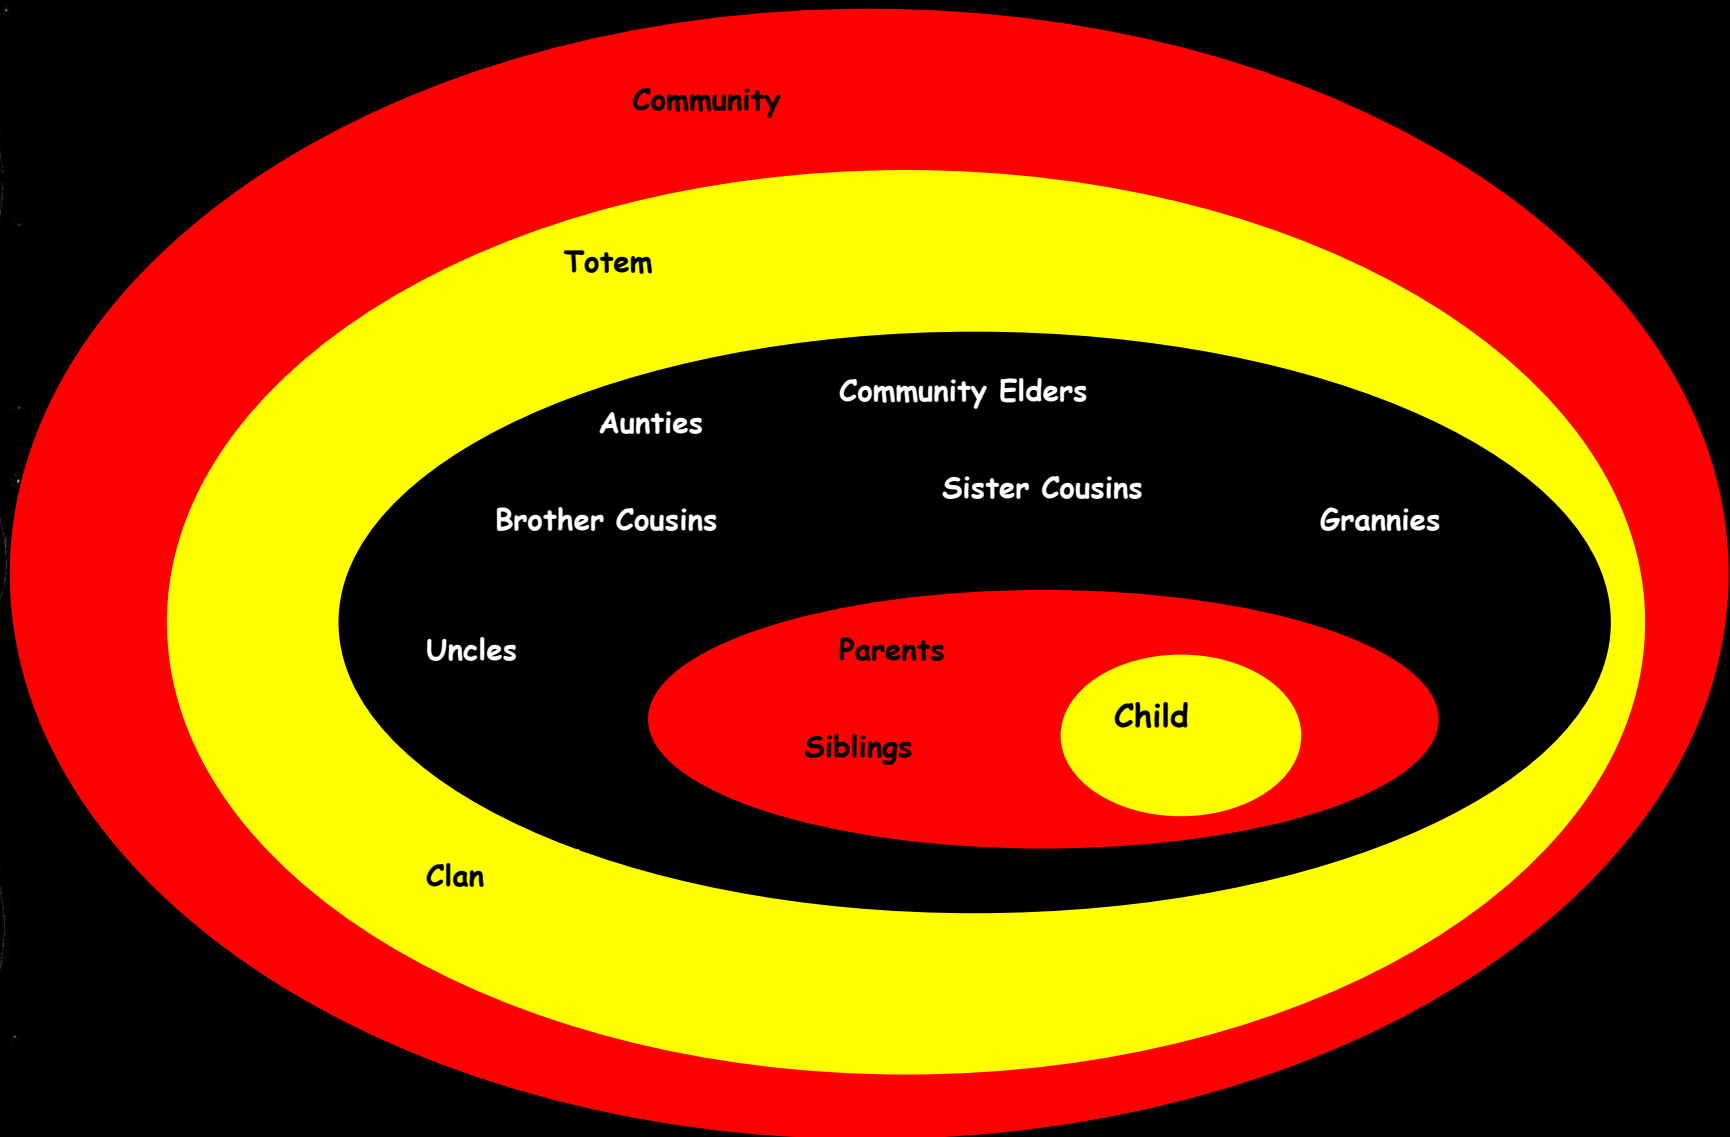 Community
Totem
Community Elders
Aunties
Sister Cousins
Brother Cousins
Grannies
Uncles
Parents
Child
Siblings
Clan